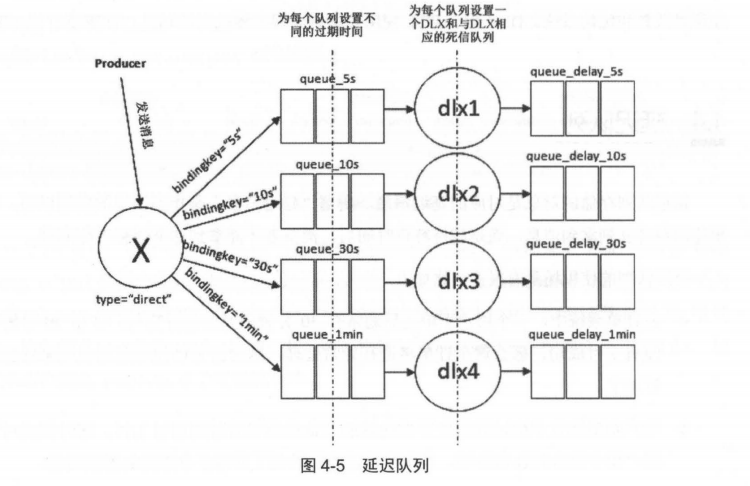 为每个队列设置不
同的过期时间
为每个队列设置一
个DLX和与DLX相
应的死信队列
Producer
发送消息
X
type="direct"
bindingkey="5s"
bindingkey="10s"
bindingkey="30s"
bindingkey="1min"
queue_5s
dlx1
queue_delay_5s
queue_10s
dlx2
queue_delay_10s
queue_30s
dlx3
queue_delay_30s
queue_1min
dlx4
queue_delay_1min
图 4-5 延迟队列